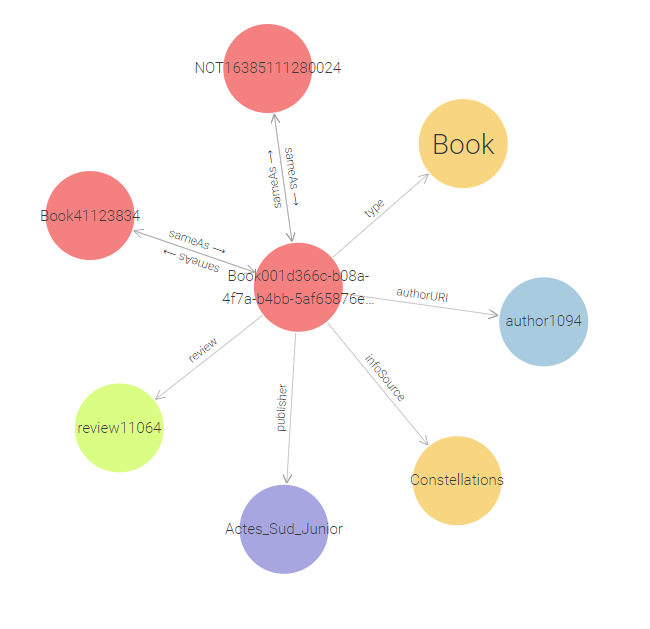 NOT16385111280024
Book
sameAs ⟶
sameAs ⟶
Book41123834
sameAs ⟶
sameAs ⟶
type
Book001d366c-b08a-
4f7a-b4bb-5af65876e...
authorURI
author1094
review
infoSource
publisher
review11064
Constellations
Actes_Sud_Junior